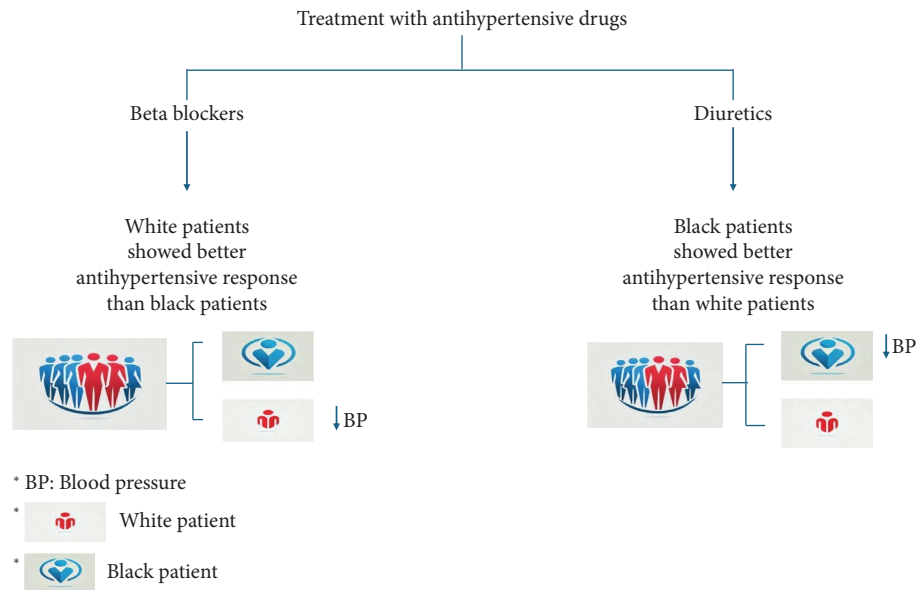 Treatment with antihypertensive drugs
Beta blockers
Diuretics
White patients
showed better
antihypertensive response
than black patients
Black patients
showed better
antihypertensive response
than white patients
↓BP
↓BP
* BP: Blood pressure
* White patient
* Black patient